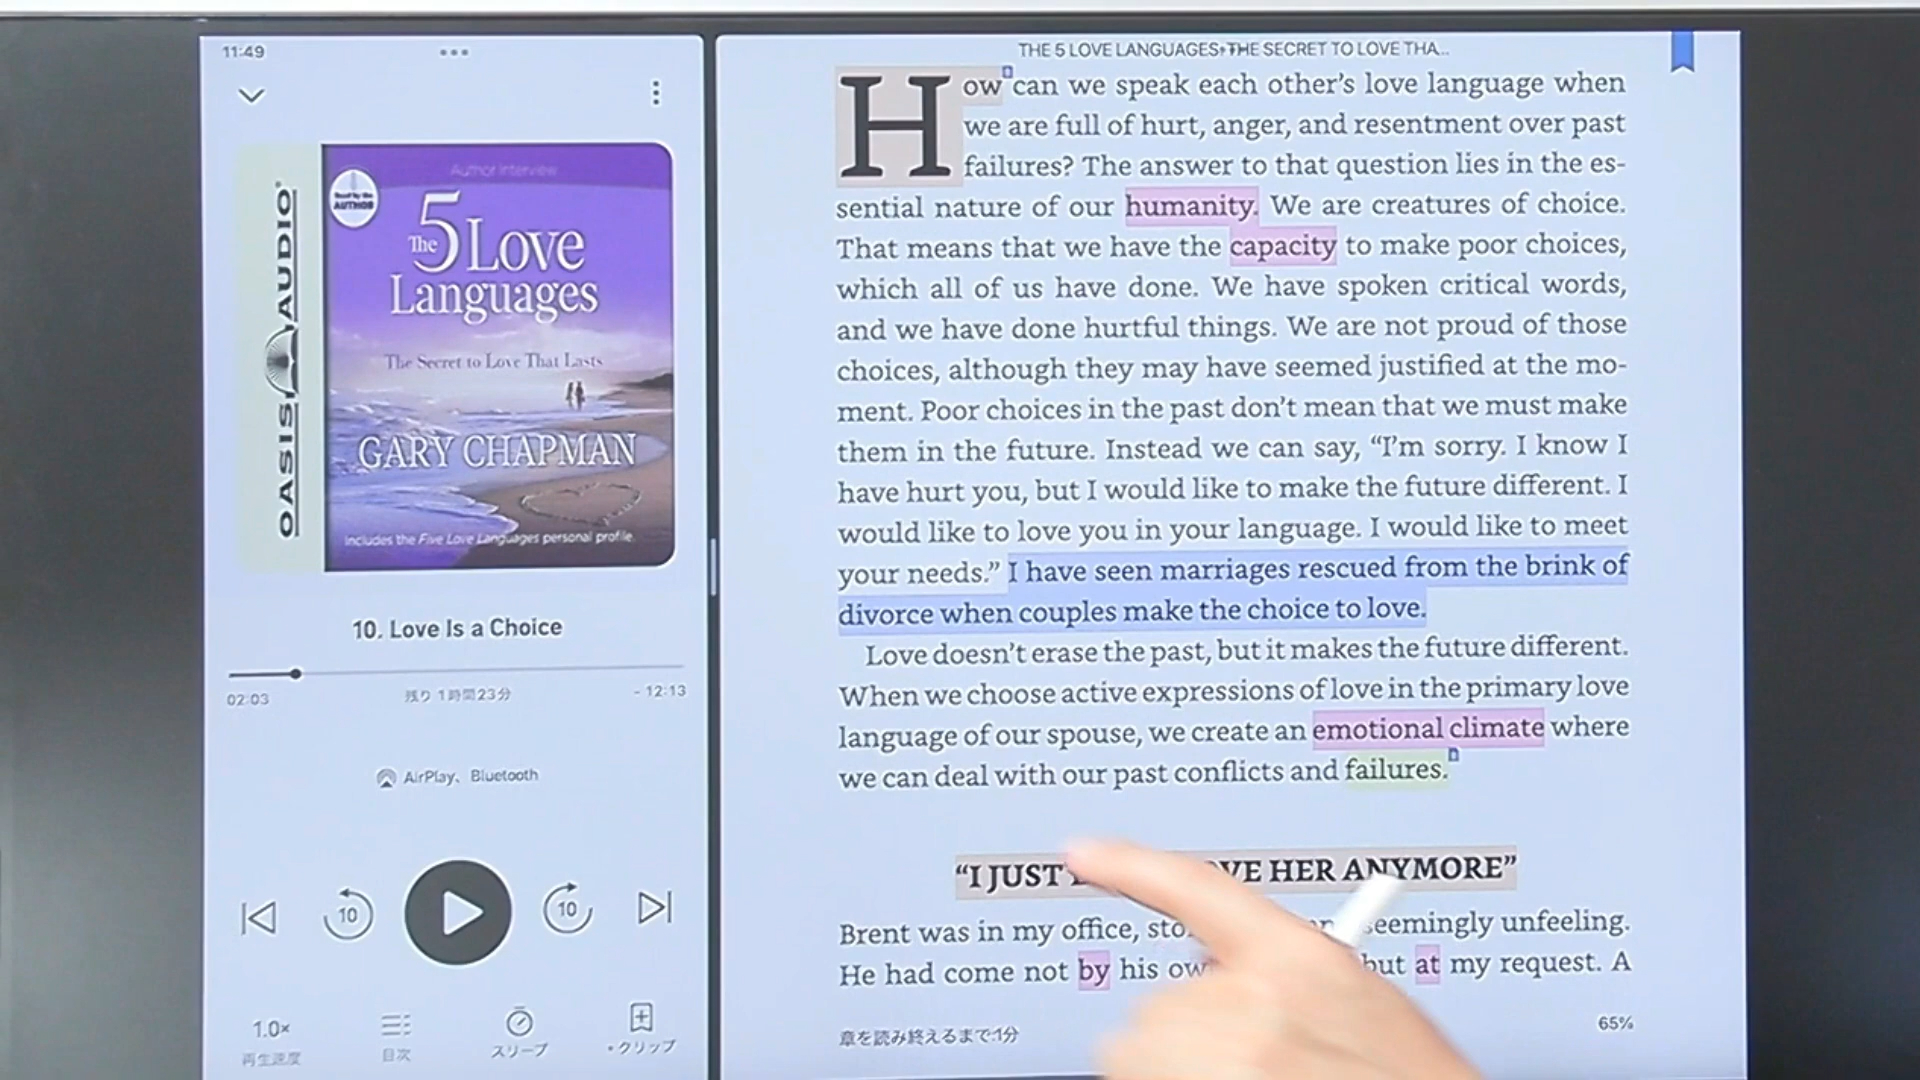 11:49
Author Interview
Read by the
AUTHOR
The 5 Love
Languages
The Secret to Love That Lasts
GARY CHAPMAN
Includes the Five Love Languages personal profile.
OASIS AUDIO
10. Love Is a Choice
02:03
残り 1時間23分
- 12:13
AirPlay、Bluetooth
10
10
1.0×
再生速度
目次
スリープ
+クリップ
THE 5 LOVE LANGUAGES: THE SECRET TO LOVE THA...
How can we speak each other’s love language when
we are full of hurt, anger, and resentment over past
failures? The answer to that question lies in the es-
sential nature of our humanity. We are creatures of choice.
That means that we have the capacity to make poor choices,
which all of us have done. We have spoken critical words,
and we have done hurtful things. We are not proud of those
choices, although they may have seemed justified at the mo-
ment. Poor choices in the past don’t mean that we must make
them in the future. Instead we can say, “I’m sorry. I know I
have hurt you, but I would like to make the future different. I
would like to love you in your language. I would like to meet
your needs.” I have seen marriages rescued from the brink of
divorce when couples make the choice to love.
Love doesn’t erase the past, but it makes the future different.
When we choose active expressions of love in the primary love
language of our spouse, we create an emotional climate where
we can deal with our past conflicts and failures.
“I JUST VE HER ANYMORE”
Brent was in my office, seemingly unfeeling.
He had come not by his but at my request. A
章を読み終えるまで:1分
65%